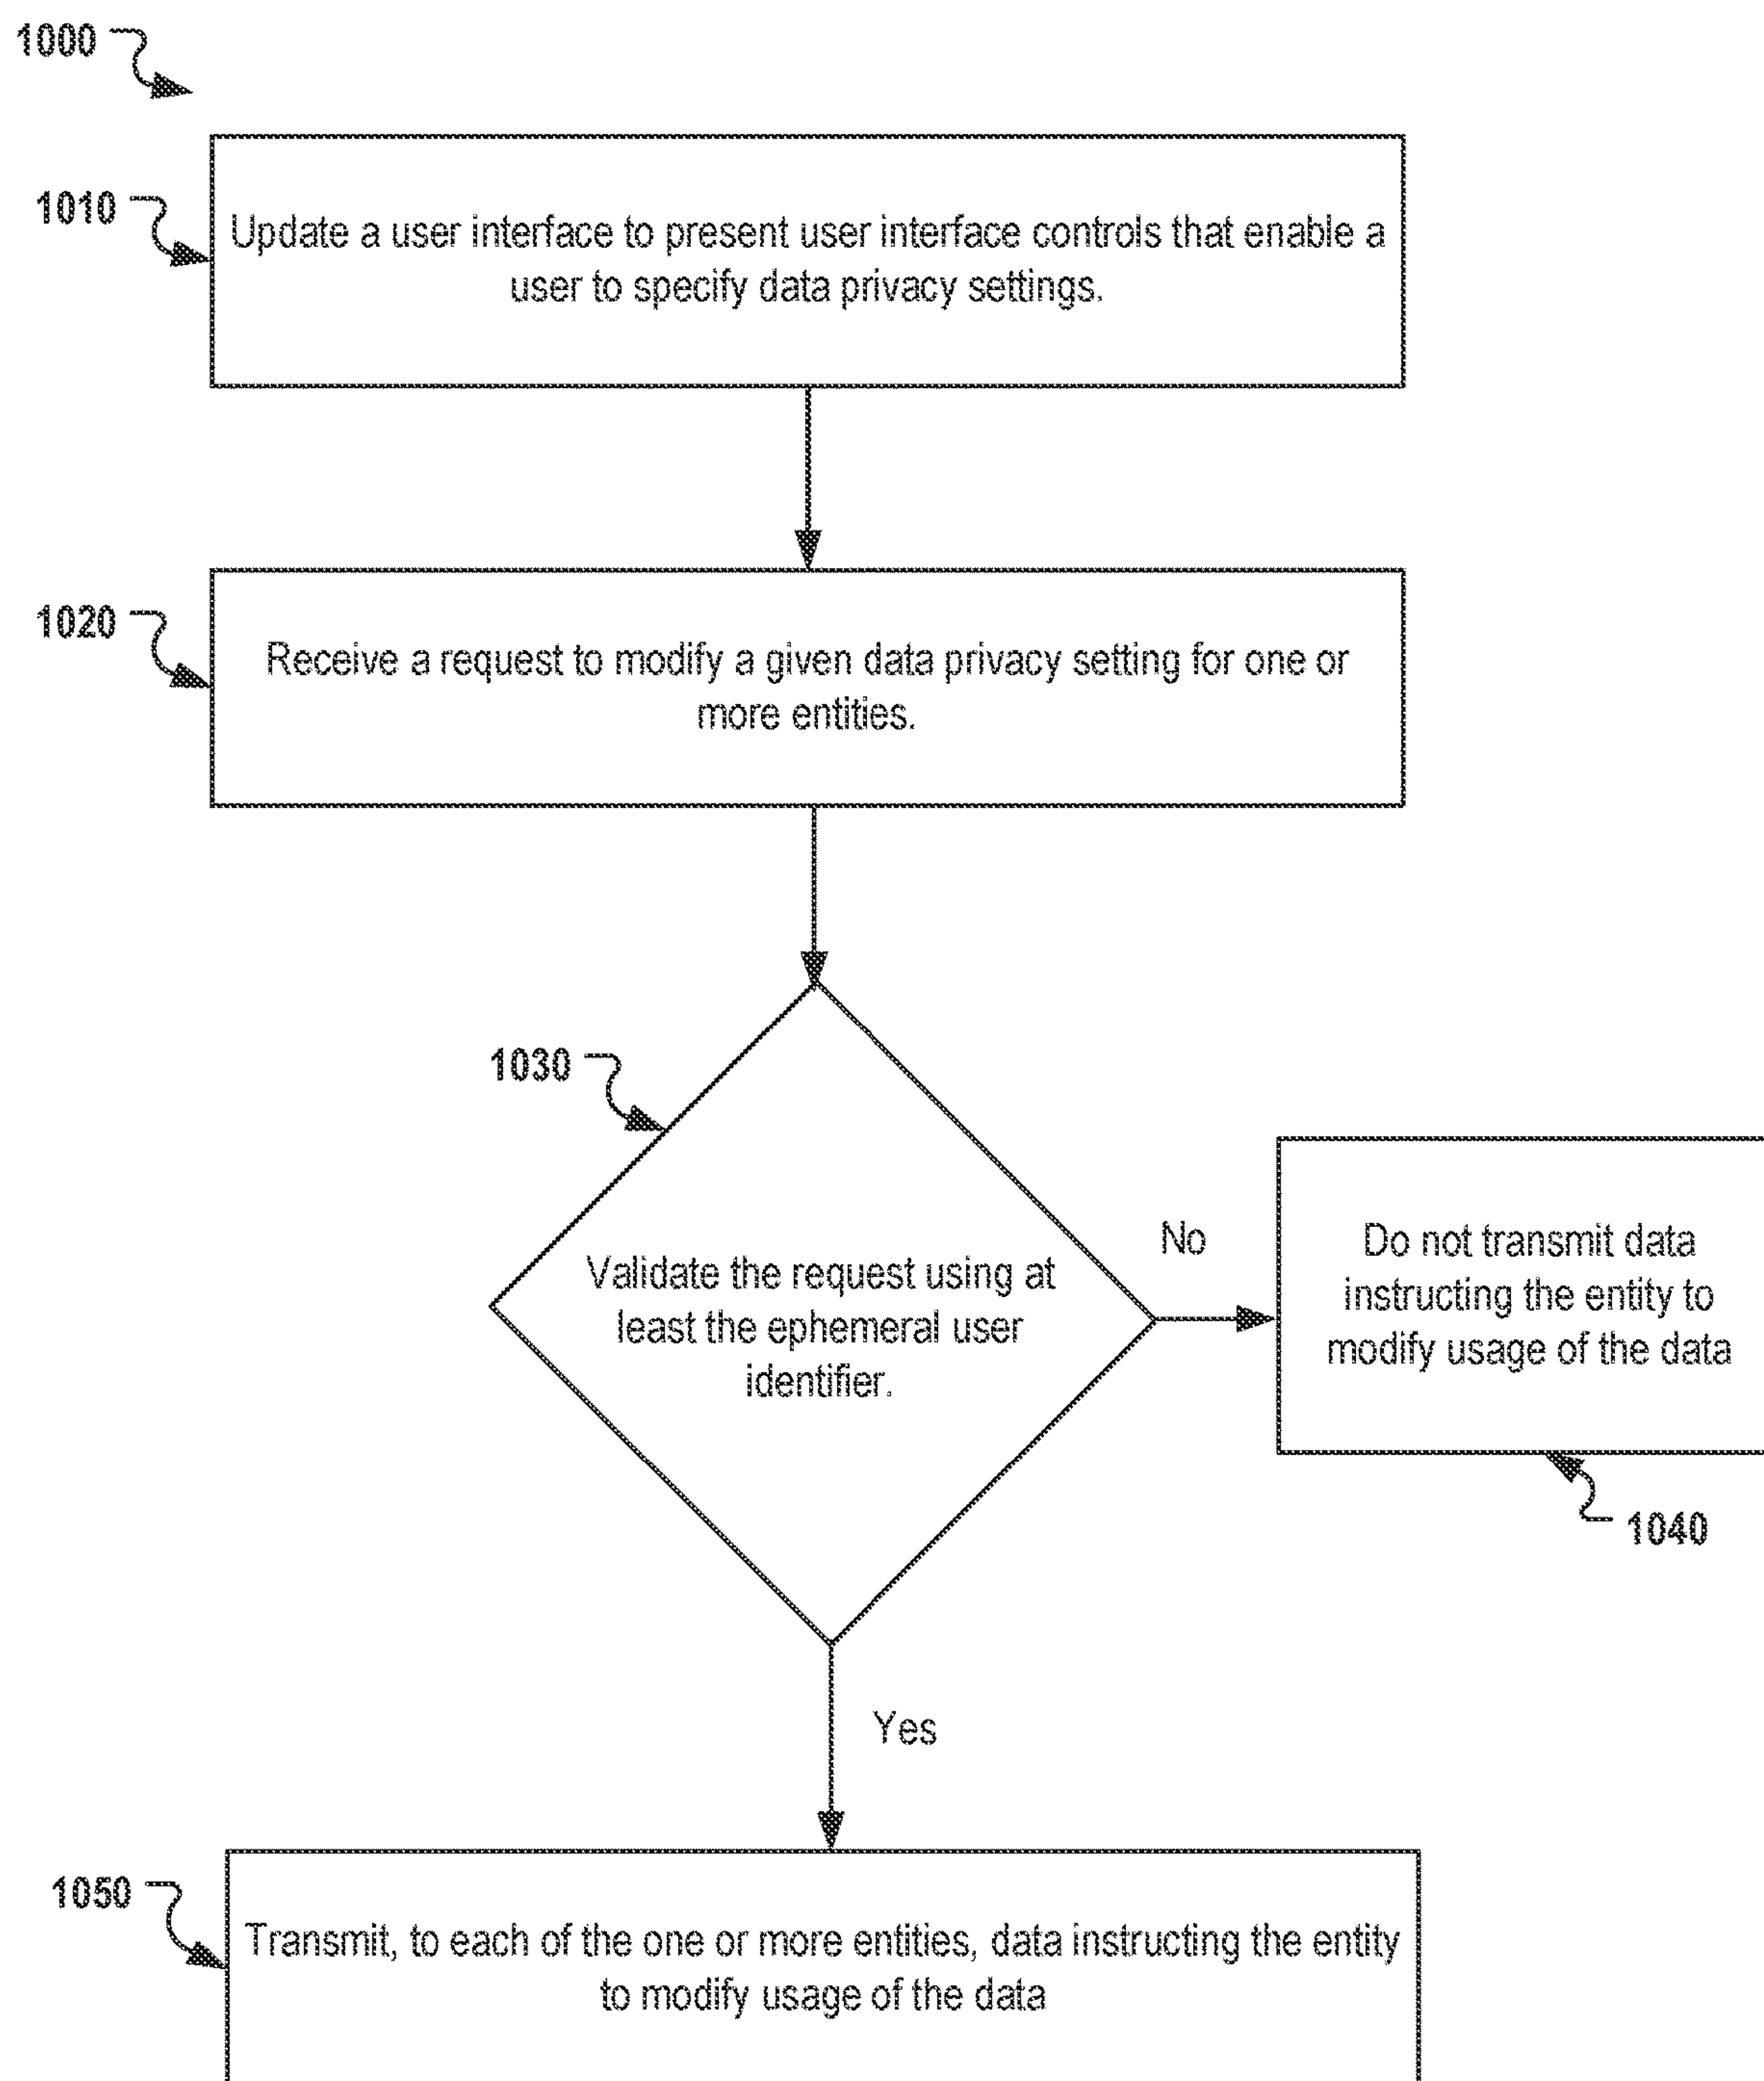 1000
1010
Update a user interface to present user interface controls that enable a
user to specify data privacy settings.
1020
Receive a request to modify a given data privacy setting for one or
more entities.
1030
Validate the request using at
least the ephemeral user
identifier.
No
Do not transmit data
instructing the entity to
modify usage of the data
1040
Yes
1050
Transmit, to each of the one or more entities, data instructing the entity
to modify usage of the data